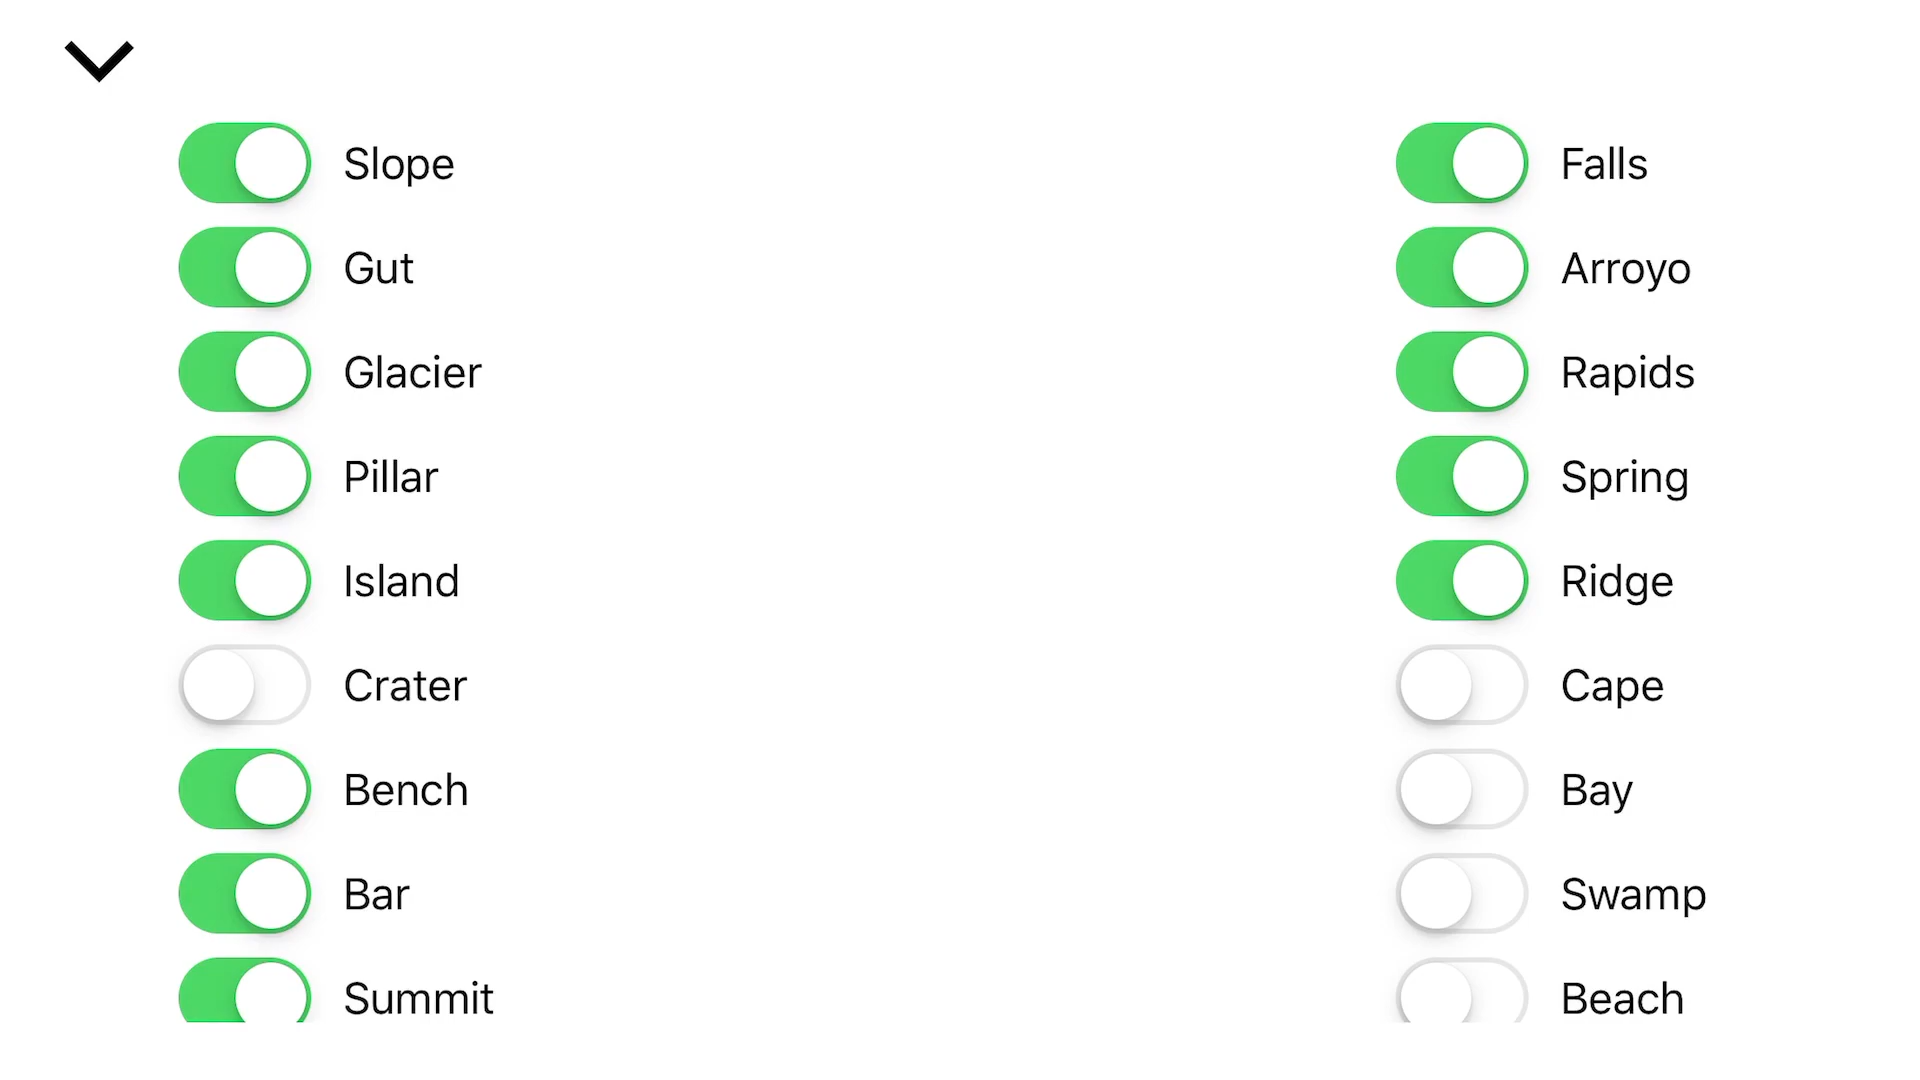 Slope
Gut
Glacier
Pillar
Island
Crater
Bench
Bar
Summit
Falls
Arroyo
Rapids
Spring
Ridge
Cape
Bay
Swamp
Beach